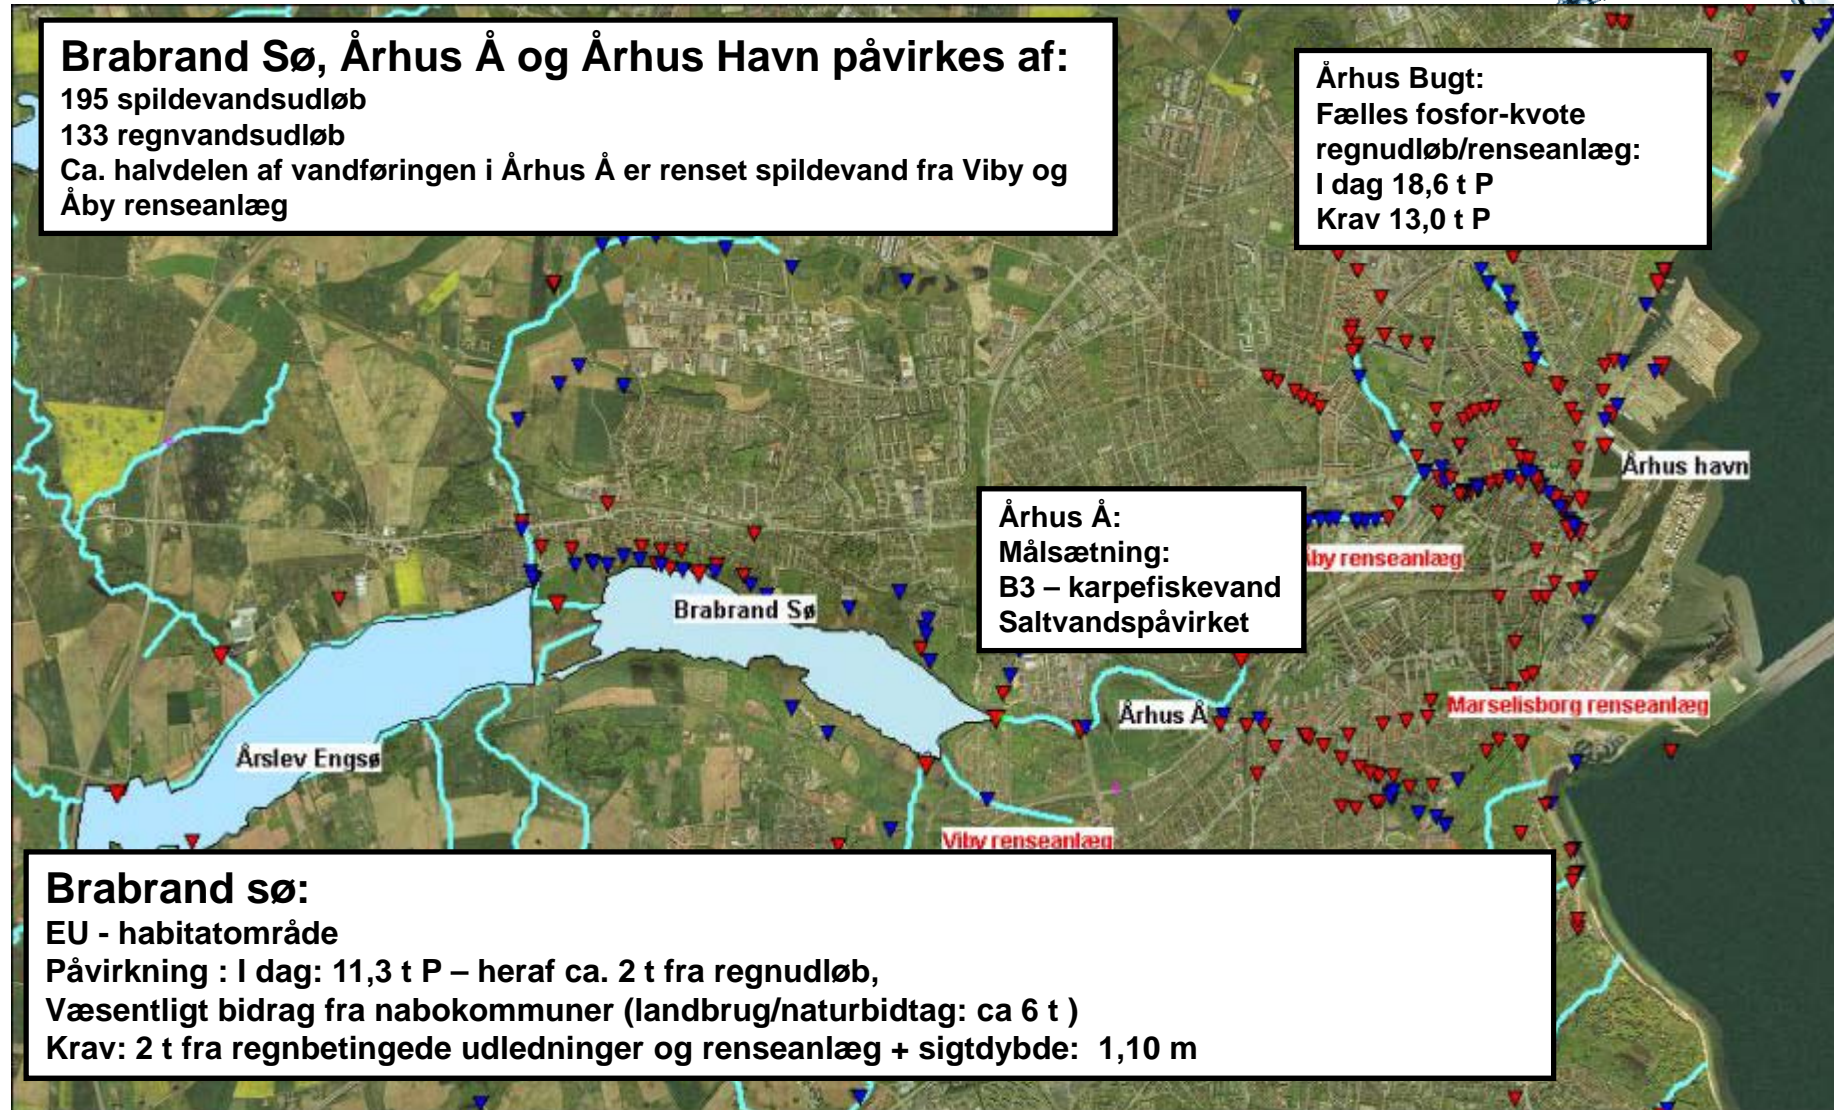 Brabrand Sø, Århus Å og Århus Havn påvirkes af:
195 spildevandsudløb
133 regnvandsudløb
Ca. halvdelen af vandføringen i Århus Å er renset spildevand fra Viby og
Åby renseanlæg
Århus Bugt:
Fælles fosfor-kvote
regnudløb/renseanlæg:
I dag 18,6 t P
Krav 13,0 t P
Århus havn
Århus Å:
Målsætning:
B3 – karpefiskevand
Saltvandspåvirket
by renseanlæg
Brabrand Sø
Århus Å
Marselisborg renseanlæg
Årslev Engsø
Viby renseanlæg
Brabrand sø:
EU - habitatområde
Påvirkning : I dag: 11,3 t P – heraf ca. 2 t fra regnudløb,
Væsentligt bidrag fra nabokommuner (landbrug/naturbidtag: ca 6 t )
Krav: 2 t fra regnbetingede udledninger og renseanlæg + sigtdybde: 1,10 m